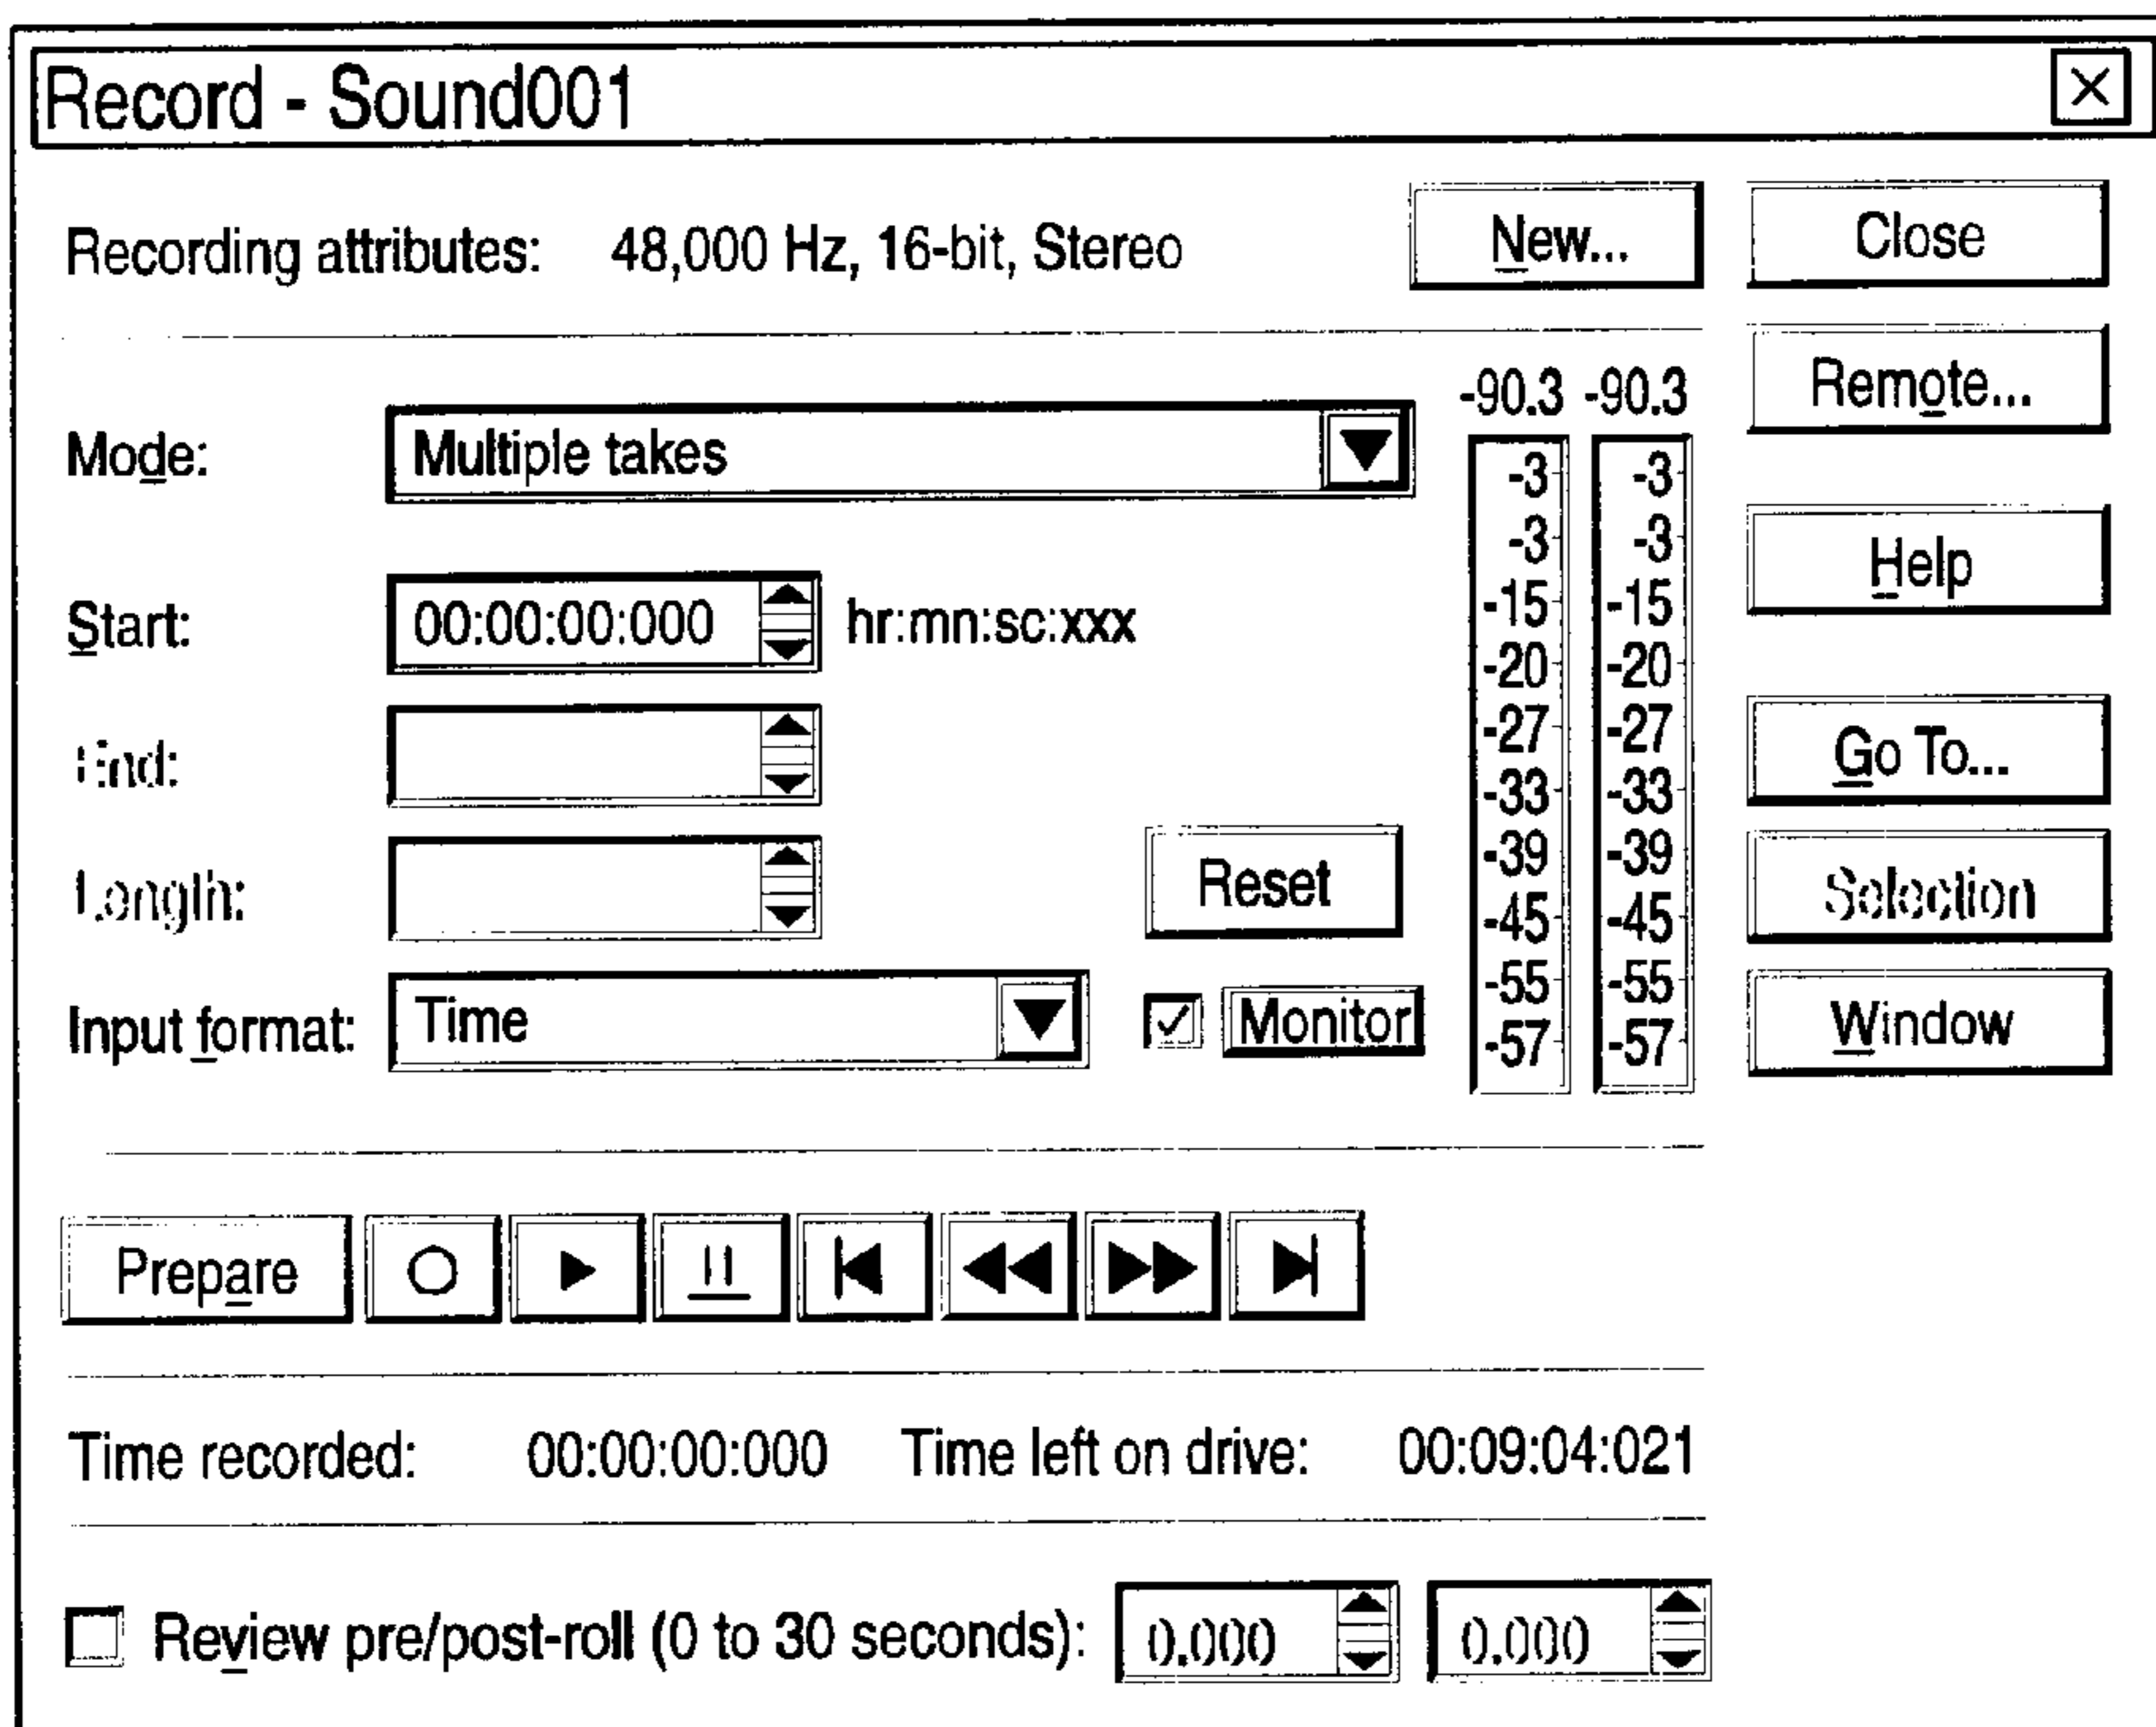 Record - Sound001
Recording attributes: 48,000 Hz, 16-bit, Stereo New... Close
Remote...
-90.3 -90.3
Mode: Multiple takes
-3 -3
-3 -3
Help
Start: 00:00:00:000 hr:mn:sc:xxx
-15 -15
-20 -20
-27 -27
End:
Go To...
-33 -33
-39 -39
Length: Reset Selection
-45 -45
-55 -55
Input format: Time Monitor Window
-57 -57
Prepare
Time recorded: 00:00:00:000 Time left on drive: 00:09:04:021
Review pre/post-roll (0 to 30 seconds): 0.000 0.000